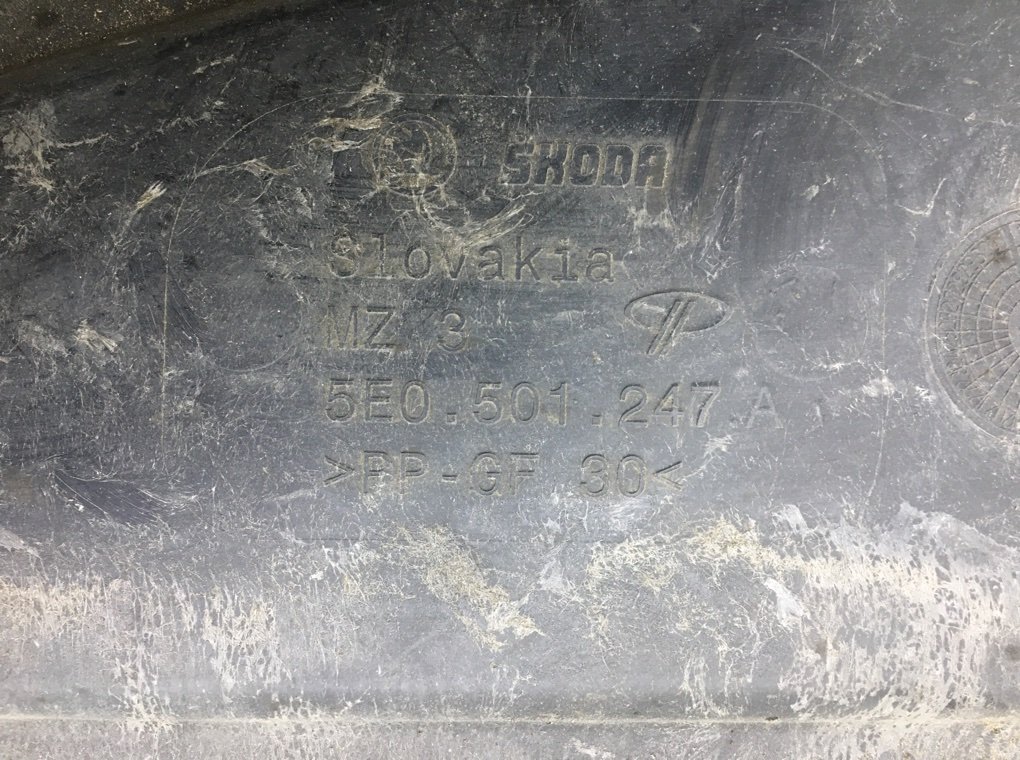 SKODA
Slovakia
MZ 3
5E0.501.247.A
>PP-GF 30<